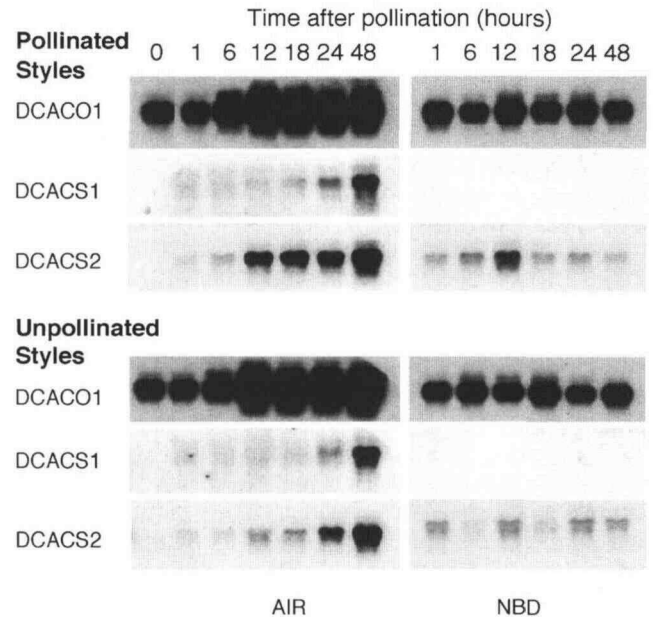 Time after pollination (hours)
Pollinated
Styles
0 1 6 12 18 24 48 1 6 12 18 24 48
DCACO1
DCACS1
DCACS2
Unpollinated
Styles
DCACO1
DCACS1
DCACS2
AIR NBD